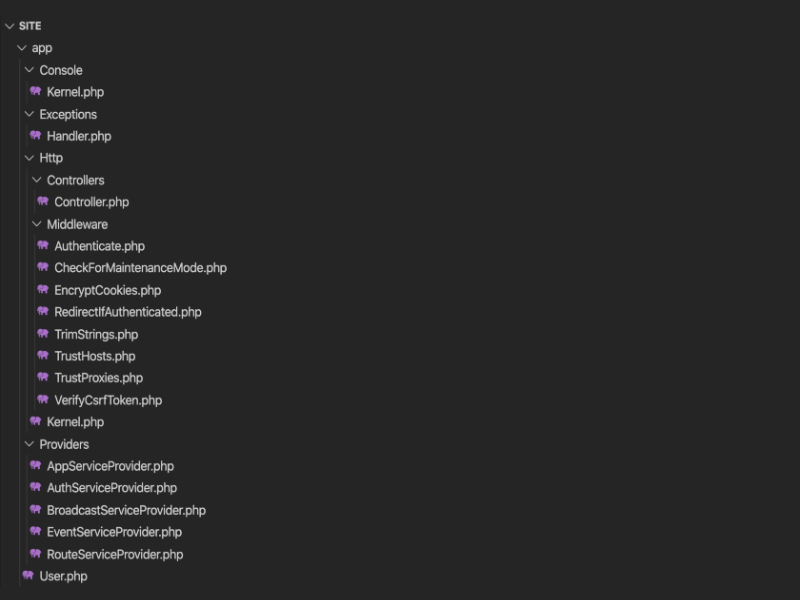 SITE
app
Console
Kernel.php
Exceptions
Handler.php
Http
Controllers
Controller.php
Middleware
Authenticate.php
CheckForMaintenanceMode.php
EncryptCookies.php
RedirectIfAuthenticated.php
TrimStrings.php
TrustHosts.php
TrustProxies.php
VerifyCsrfToken.php
Kernel.php
Providers
AppServiceProvider.php
AuthServiceProvider.php
BroadcastServiceProvider.php
EventServiceProvider.php
RouteServiceProvider.php
User.php